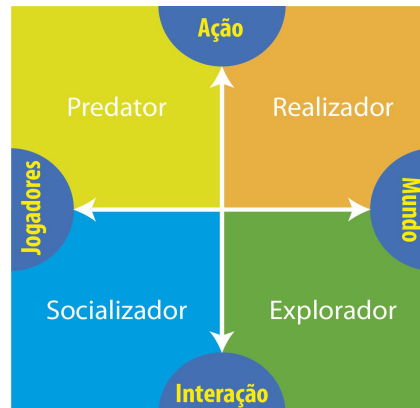 Ação
Predator
Realizador
Jogadores
Mundo
Socializador
Explorador
Interação